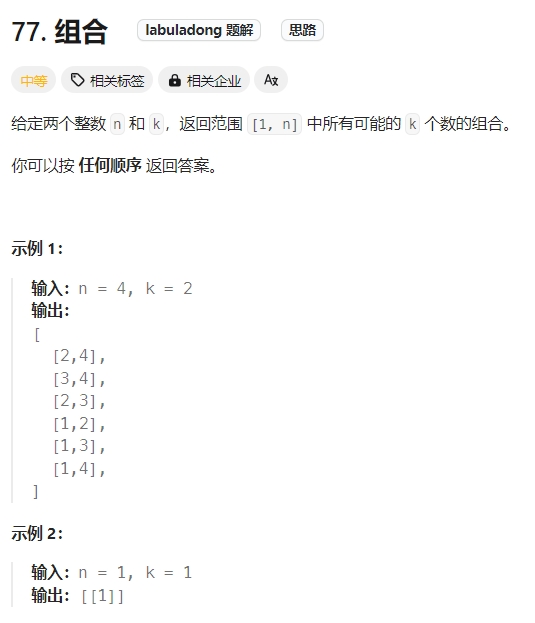 77. 组合 labuladong 题解 思路
中等 相关标签 相关企业 Aх
给定两个整数 n 和 k，返回范围 [1, n] 中所有可能的 k 个数的组合。
你可以按 任何顺序 返回答案。
示例 1：
输入：n = 4, k = 2
输出：
[
[2,4],
[3,4],
[2,3],
[1,2],
[1,3],
[1,4],
]
示例 2：
输入：n = 1, k = 1
输出：[[1]]